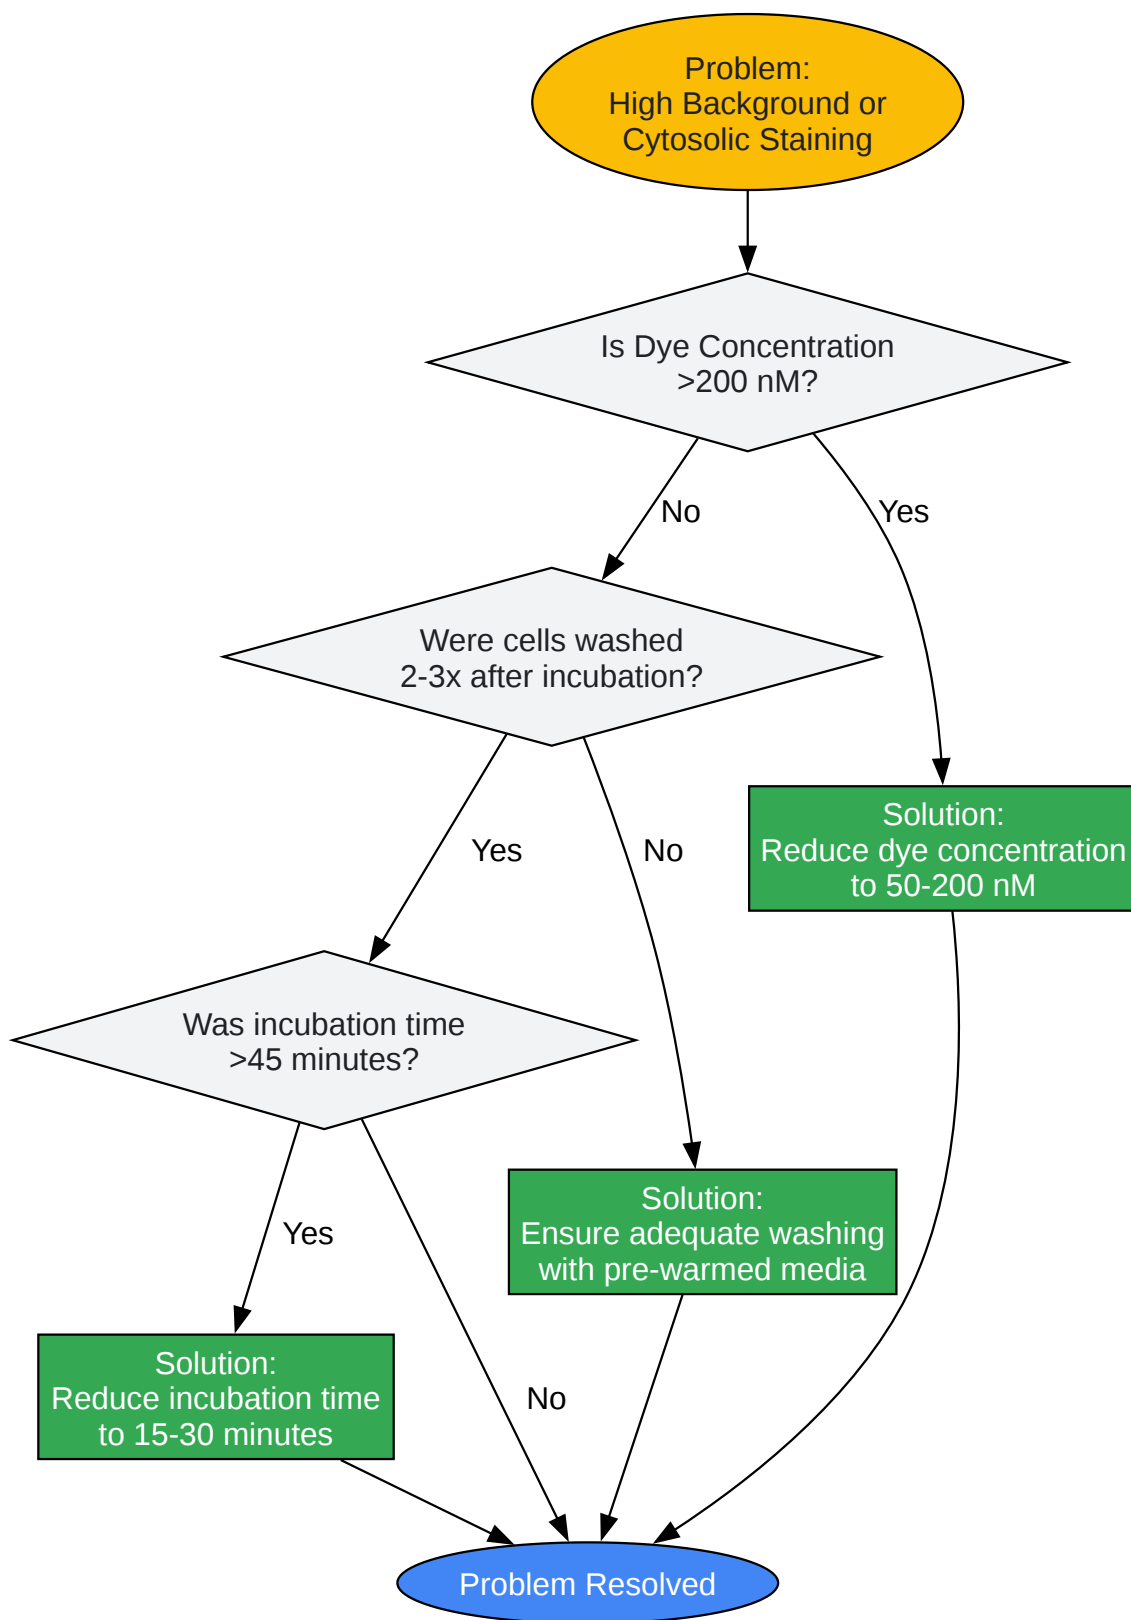 Problem:
High Background or
Cytosolic Staining
Is Dye Concentration
>200 nM?
No
Yes
Were cells washed
2-3x after incubation?
Yes
No
Solution:
Reduce dye concentration
to 50-200 nM
Was incubation time
>45 minutes?
Yes
No
Solution:
Ensure adequate washing
with pre-warmed media
Solution:
Reduce incubation time
to 15-30 minutes
Problem Resolved